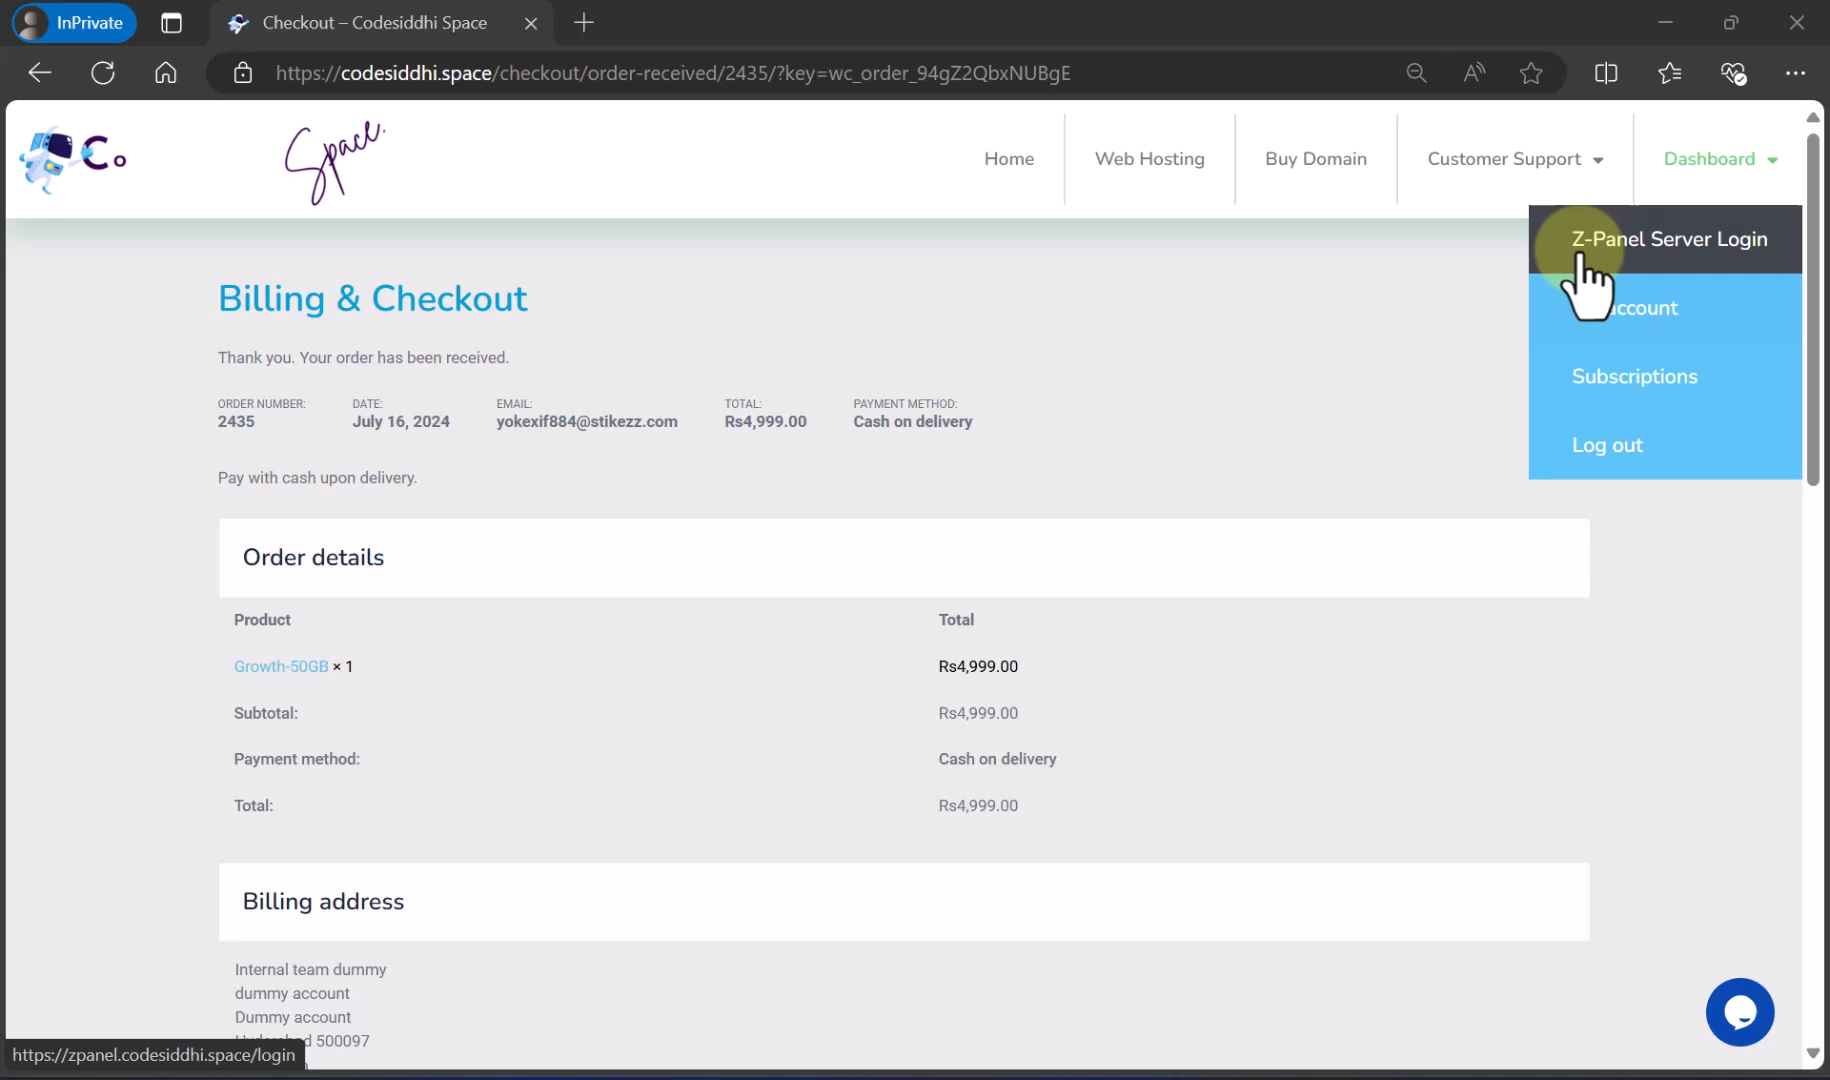 InPrivate
Checkout – Codesiddhi Space
https://codesiddhi.space/checkout/order-received/2435/?key=wc_order_94gZ2QbxNUBgE
Co
Space.
Home
Web Hosting
Buy Domain
Customer Support
Dashboard
Z-Panel Server Login
account
Subscriptions
Log out
Billing & Checkout
Thank you. Your order has been received.
ORDER NUMBER: DATE: EMAIL: TOTAL: PAYMENT METHOD:
2435 July 16, 2024 yokexif884@stikezz.com Rs4,999.00 Cash on delivery
Pay with cash upon delivery.
Order details
Product Total
Growth-50GB × 1 Rs4,999.00
Subtotal: Rs4,999.00
Payment method: Cash on delivery
Total: Rs4,999.00
Billing address
Internal team dummy
dummy account
Dummy account
500097
https://zpanel.codesiddhi.space/login